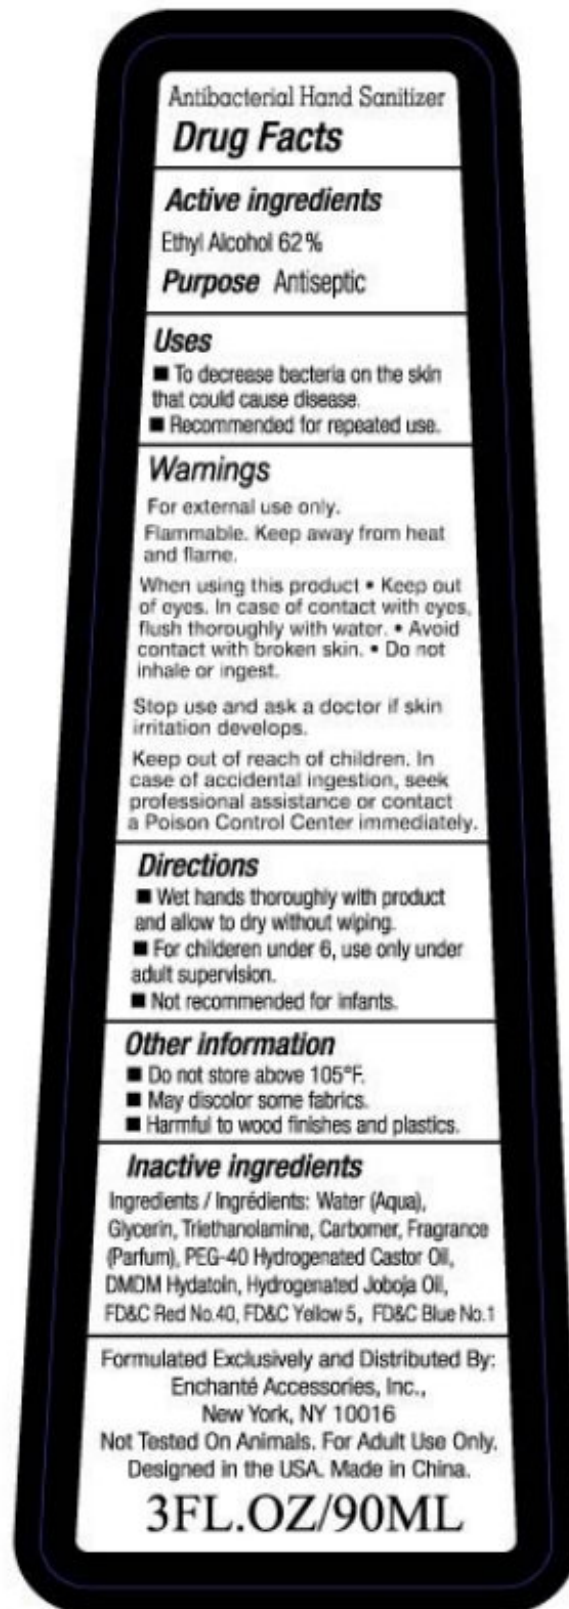 Antibacterial Hand Sanitizer
Drug Facts
Active ingredients
Ethyl Alcohol 62%
Purpose Antiseptic
Uses
■ To decrease bacteria on the skin
that could cause disease.
■ Recommended for repeated use.
Warnings
For external use only.
Flammable. Keep away from heat
and flame.
When using this product • Keep out
of eyes. In case of contact with eyes,
flush thoroughly with water. • Avoid
contact with broken skin. • Do not
inhale or ingest.
Stop use and ask a doctor if skin
irritation develops.
Keep out of reach of children. In
case of accidental ingestion, seek
professional assistance or contact
a Poison Control Center immediately.
Directions
■ Wet hands thoroughly with product
and allow to dry without wiping.
■ For childeren under 6, use only under
adult supervision.
■ Not recommended for infants.
Other information
■ Do not store above 105°F.
■ May discolor some fabrics.
■ Harmful to wood finishes and plastics.
Inactive ingredients
Ingredients / Ingrédients: Water (Aqua),
Glycerin, Triethanolamine, Carbomer, Fragrance
(Parfum), PEG-40 Hydrogenated Castor Oil,
DMDM Hydatoin, Hydrogenated Joboja Oil,
FD&C Red No.40, FD&C Yellow 5, FD&C Blue No.1
Formulated Exclusively and Distributed By:
Enchanté Accessories, Inc.,
New York, NY 10016
Not Tested On Animals. For Adult Use Only.
Designed in the USA. Made in China.
3FL.OZ/90ML